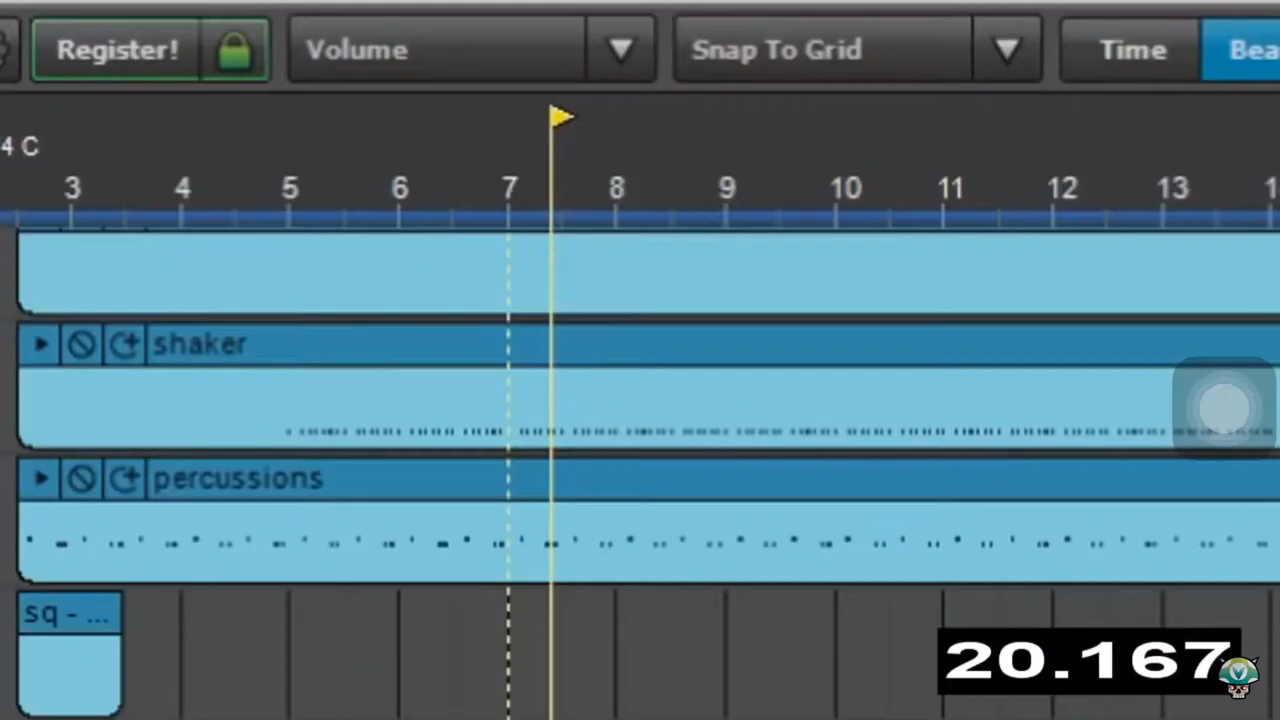 Register! Volume Snap To Grid Time Bea
4 C
3 4 5 6 7 8 9 10 11 12 13 1
shaker
percussions
sq - ...
20.167